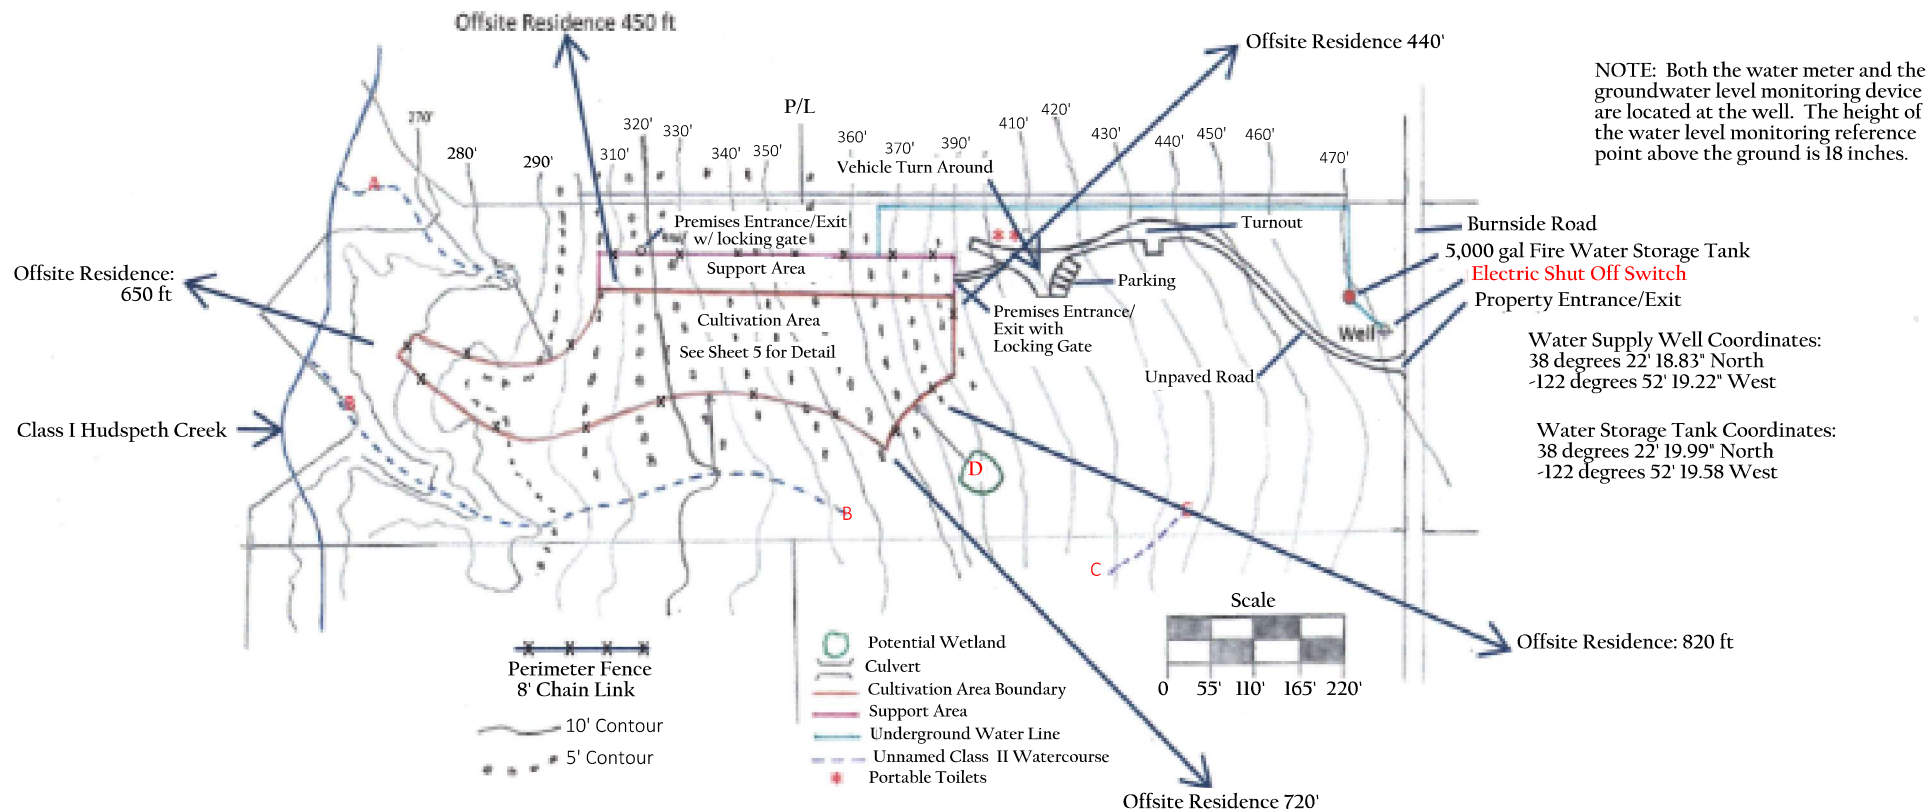 Offsite Residence 450 ft
Offsite Residence 440'
NOTE: Both the water meter and the
groundwater level monitoring device
are located at the well. The height of
the water level monitoring reference
point above the ground is 18 inches.
P/L
270'
280'
290'
310'
320'
330'
340'
350'
360'
370'
390'
410'
420'
430'
440'
450'
460'
470'
Vehicle Turn Around
A
Premises Entrance/Exit
w/ locking gate
Turnout
Burnside Road
5,000 gal Fire Water Storage Tank
Electric Shut Off Switch
Property Entrance/Exit
Support Area
Parking
Offsite Residence:
650 ft
Premises Entrance/
Exit with
Locking Gate
Cultivation Area
See Sheet 5 for Detail
Well
Unpaved Road
Water Supply Well Coordinates:
38 degrees 22' 18.83" North
-122 degrees 52' 19.22" West
Water Storage Tank Coordinates:
38 degrees 22' 19.99" North
-122 degrees 52' 19.58 West
B
Class I Hudspeth Creek
D
B
E
C
Scale
0 55' 110' 165' 220'
Offsite Residence: 820 ft
Perimeter Fence
8' Chain Link
10' Contour
5' Contour
Potential Wetland
Culvert
Cultivation Area Boundary
Support Area
Underground Water Line
Unnamed Class II Watercourse
Portable Toilets
Offsite Residence 720'